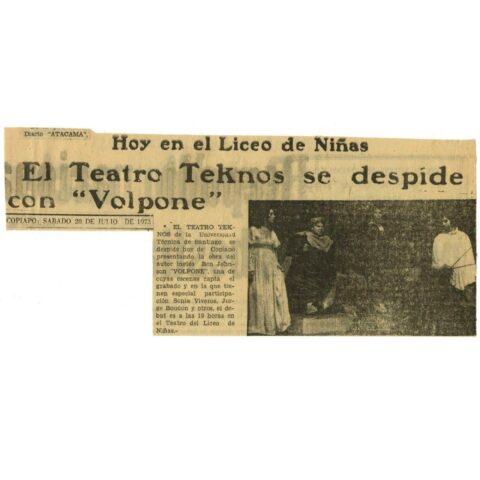 Diario "ATACAMA",
Hoy en el Liceo de Niñas
El Teatro Teknos se despide
con "Volpone"
COPIAPO: SABADO 28 DE JULIO DE 1973
* EL TEATRO TEK-
NOS de la Universidad
Técnica de Santiago se
despide hoy de Copiapó
presentando la obra del
autor inglés Ben John-
son "VOLPONE", una de
cuyas escenas capta el
grabado y en la que tie-
nen especial participa-
ción Sonia Viveros, Jor-
ge Boudon y otros, el de-
but es a las 19 horas en
el Teatro del Liceo de
Niñas.-